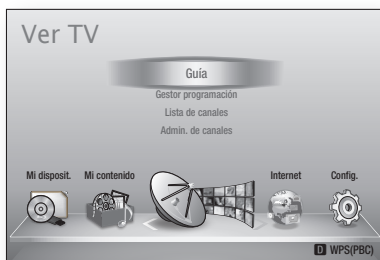 Ver TV
Guía
Gestor programación
Lista de canales
Admin. de canales
Mi disposit. Mi contenido Internet Config.
D WPS(PBC)